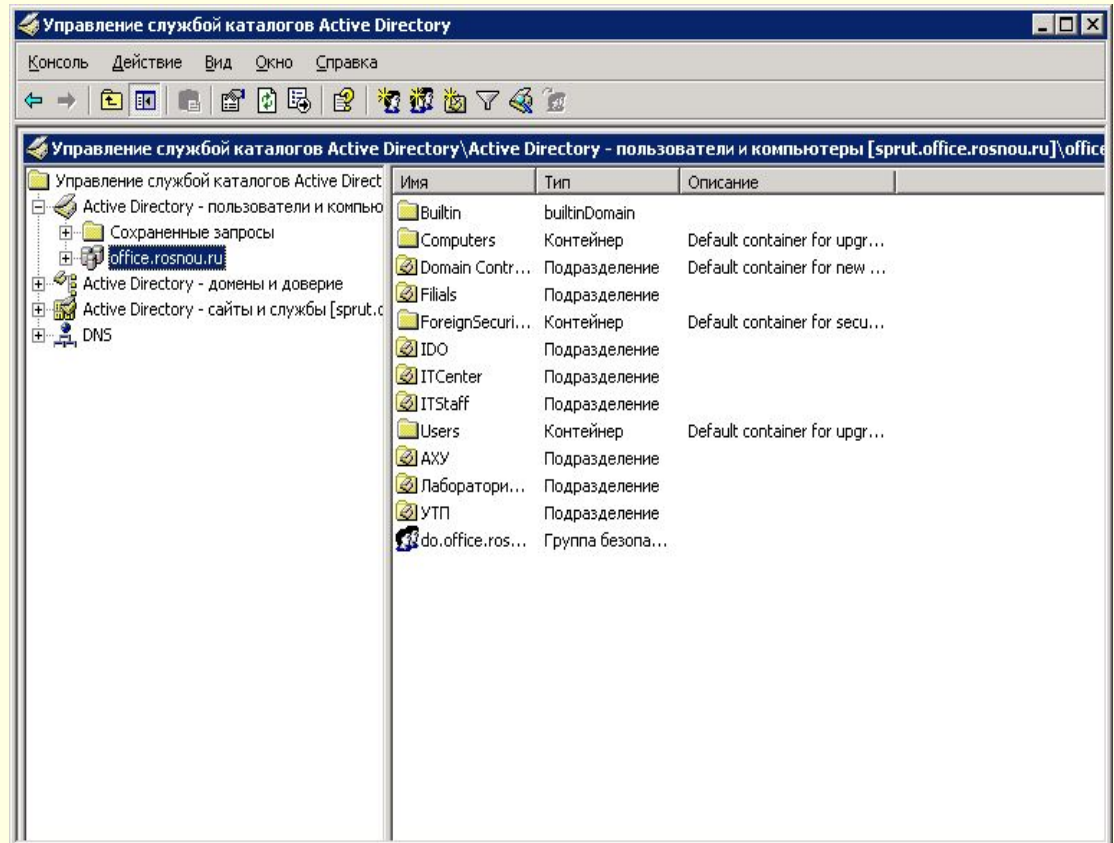 Управление службой каталогов Active Directory
Консоль Действие Вид Окно Справка
Управление службой каталогов Active Directory\Active Directory - пользователи и компьютеры [sprut.office.rosnou.ru]\office
Управление службой каталогов Active Direct
Active Directory - пользователи и компью
Сохраненные запросы
office.rosnou.ru
Active Directory - домены и доверие
Active Directory - сайты и службы [sprut.o
DNS
Имя Тип Описание
Builtin builtinDomain
Computers Контейнер Default container for upgr...
Domain Contr... Подразделение Default container for new ...
Filials Подразделение
ForeignSecuri... Контейнер Default container for secu...
IDO Подразделение
ITCenter Подразделение
ITStaff Подразделение
Users Контейнер Default container for upgr...
АХУ Подразделение
Лаборатори... Подразделение
УТП Подразделение
do.office.ros... Группа безопа...